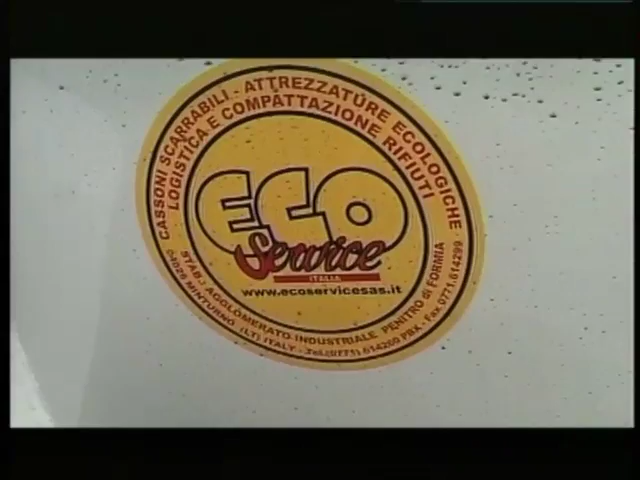 CASSONI SCARRABILI - ATTREZZATURE ECOLOGICHE
LOGISTICA E COMPATTAZIONE RIFIUTI
ECO
Service
ITALIA
www.ecoservicesas.it
STAB.: AGGLOMERATO INDUSTRIALE PENITRO di FORMIA
04026 MINTURNO (LT) ITALY - Tel.(0771) 614260 PBX - Fax 0771.614299